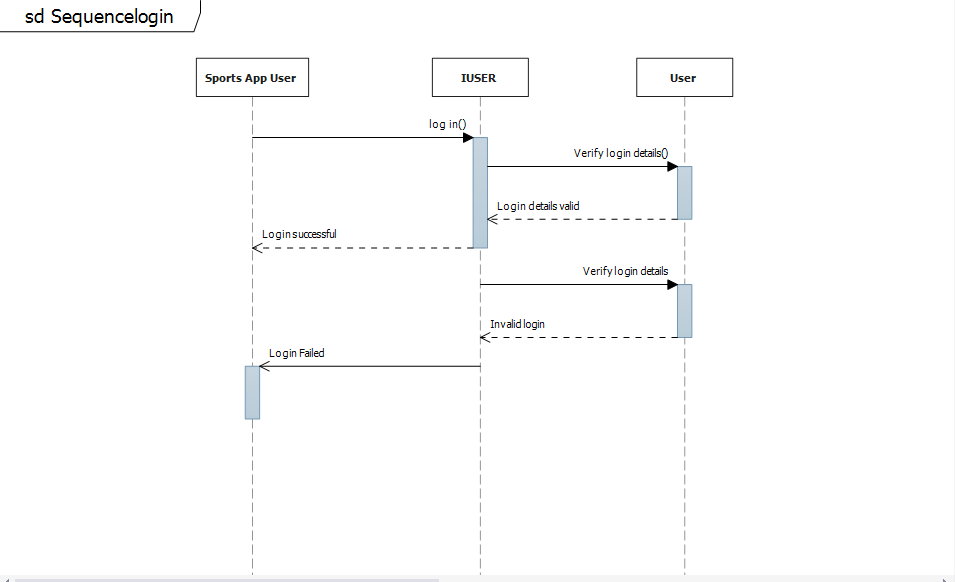 sd Sequencelogin
Sports App User
IUSER
User
log in()
Verify login details()
Login details valid
Login successful
Verify login details
Invalid login
Login Failed